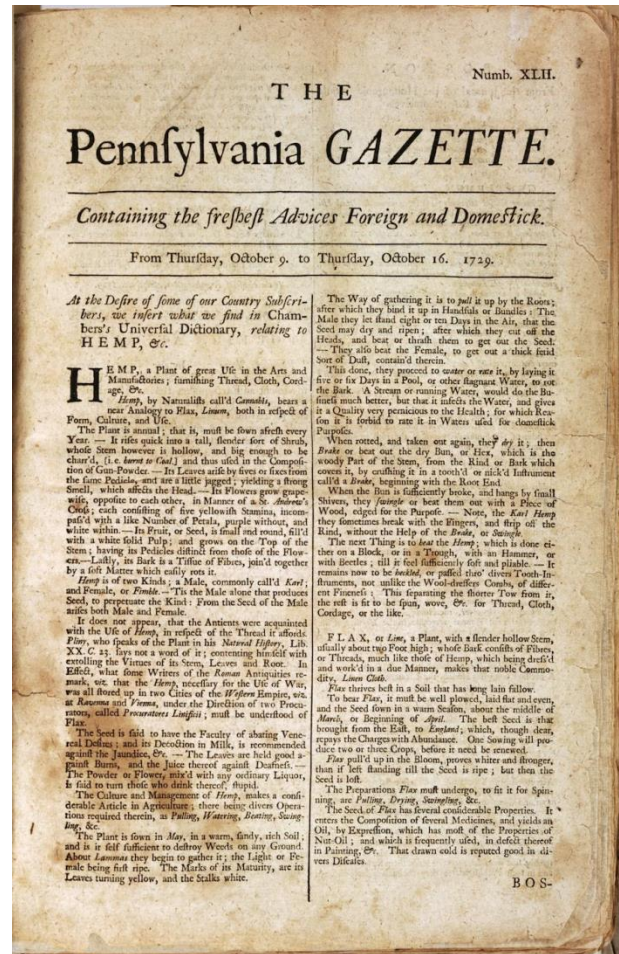 Numb. XLII.
THE
Pennſylvania GAZETTE.
Containing the freſheſt Advices Foreign and Domeſtick.
From Thurſday, October 9. to Thurſday, October 16. 1729.
At the Deſire of ſome of our Country Subſcri-
bers, we inſert what we find in Cham-
bers's Univerſal Dictionary, relating to
HEMP, &c.
HEMP, a Plant of great Uſe in the Arts and
Manufactories; furniſhing Thread, Cloth, Cord-
age, &c.
Hemp, by Naturaliſts call'd Cannabis, bears a
near Analogy to Flax, Linum, both in reſpect of
Form, Culture, and Uſe.
The Plant is annual; that is, muſt be ſown afreſh every
Year. — It riſes quick into a tall, ſlender ſort of Shrub,
whoſe Stem however is hollow, and big enough to be
charr'd, [i.e. burnt to Coal] and thus uſed in the Compoſi-
tion of Gun-Powder. — Its Leaves ariſe by fives or ſixes from
the ſame Pedicle, and are a little jagged; yielding a ſtrong
Smell, which affects the Head. — Its Flowers grow grape-
wiſe, oppoſite to each other, in Manner of a St. Andrew's
Croſs; each conſiſting of five yellowiſh Stamina, incom-
paſs'd with a like Number of Petala, purple without, and
white within. — Its Fruit, or Seed, is ſmall and round, fill'd
with a white ſolid Pulp; and grows on the Top of the
Stem; having its Pedicles diſtinct from thoſe of the Flow-
ers. — Laſtly, its Bark is a Tiſſue of Fibres, join'd together
by a ſoft Matter which eaſily rots it.
Hemp is of two Kinds; a Male, commonly call'd Karl;
and Female, or Fimble. — 'Tis the Male alone that produces
Seed, to perpetuate the Kind: From the Seed of the Male
ariſes both Male and Female.
It does not appear, that the Antients were acquainted
with the Uſe of Hemp, in reſpect of the Thread it affords.
Pliny, who ſpeaks of the Plant in his Natural Hiſtory, Lib.
XX. C. 23. ſays not a word of it; contenting himſelf with
extolling the Virtues of its Stem, Leaves and Root. In
Effect, what ſome Writers of the Roman Antiquities re-
mark, viz. that the Hemp, neceſſary for the Uſe of War,
was all ſtored up in two Cities of the Weſtern Empire, viz.
at Ravenna and Vienna, under the Direction of two Procu-
rators, called Procuratores Linificii; muſt be underſtood of
Flax.
The Seed is ſaid to have the Faculty of abating Vene-
real Deſires; and its Decoction in Milk, is recommended
againſt the Jaundice, &c. — The Leaves are held good a-
gainſt Burns, and the Juice thereof againſt Deafneſs. —
The Powder or Flower, mix'd with any ordinary Liquor,
is ſaid to turn thoſe who drink thereof, ſtupid.
The Culture and Management of Hemp, makes a conſi-
derable Article in Agriculture; there being divers Opera-
tions required therein, as Pulling, Watering, Beating, Swing-
ling, &c.
The Plant is ſown in May, in a warm, ſandy, rich Soil;
and is of it ſelf ſufficient to deſtroy Weeds on any Ground.
About Lammas they begin to gather it; the Light or Fe-
male being firſt ripe. The Marks of its Maturity, are its
Leaves turning yellow, and the Stalks white.
The Way of gathering it is to pull it up by the Roots;
after which they bind it up in Handfuls or Bundles: The
Male they let ſtand eight or ten Days in the Air, that the
Seed may dry and ripen; after which they cut off the
Heads, and beat or thraſh them to get out the Seed.
— They alſo beat the Female, to get out a thick fetid
Sort of Duſt, contain'd therein.
This done, they proceed to water or rate it, by laying it
five or ſix Days in a Pool, or other ſtagnant Water, to rot
the Bark. A Stream or running Water, would do the Bu-
ſineſs much better, but that it infects the Water, and gives
it a Quality very pernicious to the Health; for which Rea-
ſon it is forbid to rate it in Waters uſed for domeſtick
Purpoſes.
When rotted, and taken out again, they dry it; then
Brake or beat out the dry Bun, or Hex, which is the
woody Part of the Stem, from the Rind or Bark which
covers it, by cruſhing it in a tooth'd or nick'd Inſtrument
call'd a Brake, beginning with the Root End.
When the Bun is ſufficiently broke, and hangs by ſmall
Shivers, they ſwingle or beat them out with a Piece of
Wood, edged for the Purpoſe. — Note, the Karl Hemp
they ſometimes break with the Fingers, and ſtrip off the
Rind, without the Help of the Brake, or Swingle.
The next Thing is to beat the Hemp; which is done ei-
ther on a Block, or in a Trough, with an Hammer, or
with Beetles; till it feel ſufficiently ſoft and pliable. — It
remains now to be heckled, or paſſed thro' divers Tooth-In-
ſtruments, not unlike the Wool-dreſſers Combs, of differ-
ent Fineneſs: This ſeparating the ſhorter Tow from it,
the reſt is fit to be ſpun, wove, &c. for Thread, Cloth,
Cordage, or the like.
FLAX, or Line, a Plant, with a ſlender hollow Stem,
uſually about two Foot high; whoſe Bark conſiſts of Fibres,
or Threads, much like thoſe of Hemp, which being dreſs'd
and work'd in a due Manner, makes that noble Commo-
dity, Linen Cloth.
Flax thrives beſt in a Soil that has long lain fallow.
To bear Flax, it muſt be well plowed, laid flat and even,
and the Seed ſown in a warm Seaſon, about the middle of
March, or Beginning of April. The beſt Seed is that
brought from the Eaſt, to England; which, though dear,
repays the Charges with Abundance. One Sowing will pro-
duce two or three Crops, before it need be renewed.
Flax pull'd up in the Bloom, proves whiter and ſtronger,
than if left ſtanding till the Seed is ripe; but then the
Seed is loſt.
The Preparations Flax muſt undergo, to fit it for Spin-
ning, are Pulling, Drying, Swingling, &c.
The Seed of Flax has ſeveral conſiderable Properties. It
enters the Compoſition of ſeveral Medicines, and yields an
Oil, by Expreſſion, which has moſt of the Properties of
Nut-Oil; and which is frequently uſed, in defect thereof
in Painting, &c. That drawn cold is reputed good in di-
vers Diſeaſes.
BOS-